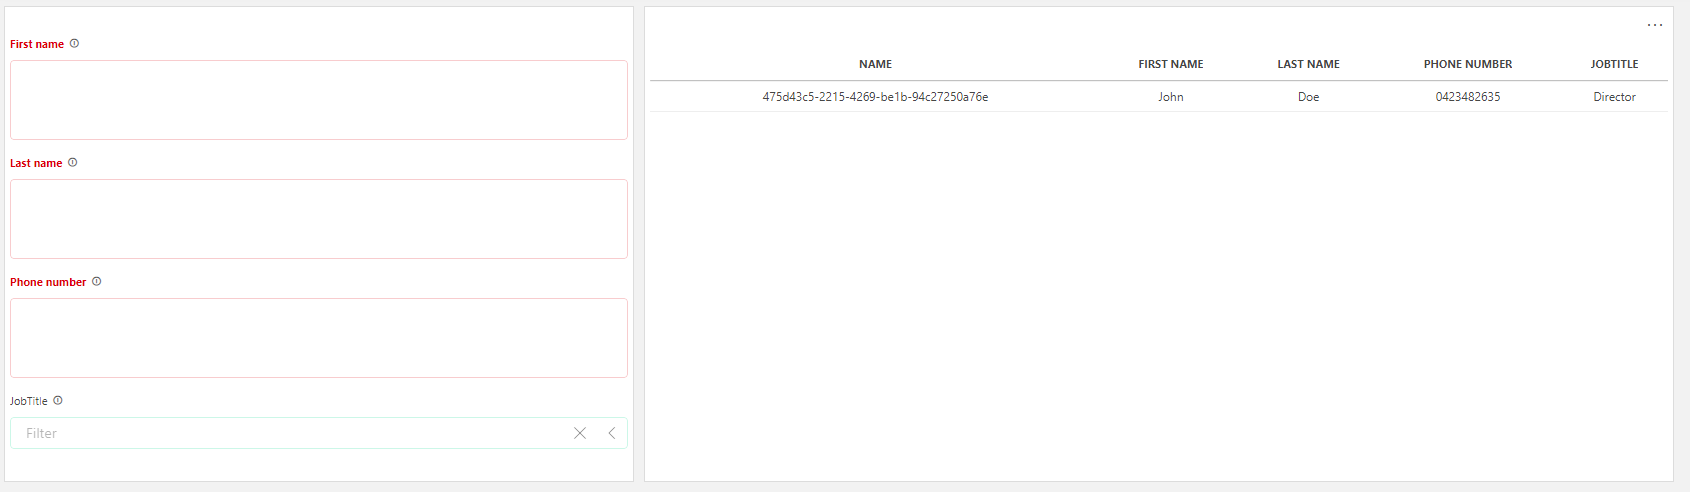 First name
Last name
Phone number
JobTitle
Filter
NAME FIRST NAME LAST NAME PHONE NUMBER JOBTITLE
475d43c5-2215-4269-be1b-94c27250a76e John Doe 0423482635 Director